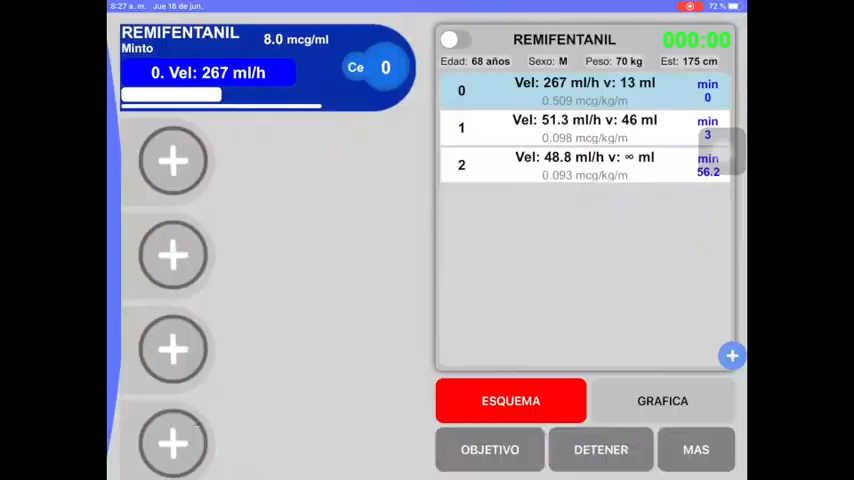 8:27 a. m. Jue 18 de jun.
72 %
REMIFENTANIL
8.0 mcg/ml
Minto
0. Vel: 267 ml/h
Ce 0
REMIFENTANIL
000:00
Edad: 68 años Sexo: M Peso: 70 kg Est: 175 cm
0 Vel: 267 ml/h v: 13 ml min
0.509 mcg/kg/m 0
1 Vel: 51.3 ml/h v: 46 ml min
0.098 mcg/kg/m 3
2 Vel: 48.8 ml/h v: ∞ ml min
0.093 mcg/kg/m 56.2
ESQUEMA
GRAFICA
OBJETIVO
DETENER
MAS